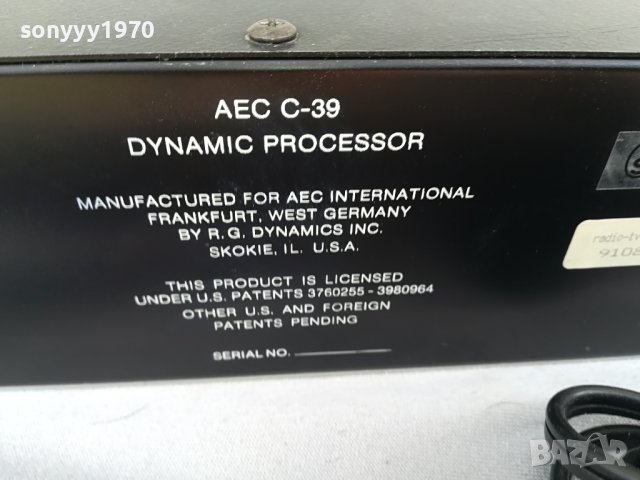 sonyyy1970
AEC C-39
DYNAMIC PROCESSOR
MANUFACTURED FOR AEC INTERNATIONAL
FRANKFURT, WEST GERMANY
BY R. G. DYNAMICS INC.
SKOKIE, IL. U.S.A.
THIS PRODUCT IS LICENSED
UNDER U.S. PATENTS 3760255 - 3980964
OTHER U.S. AND FOREIGN
PATENTS PENDING
SERIAL NO.
radio-tv
9108
BAZAR